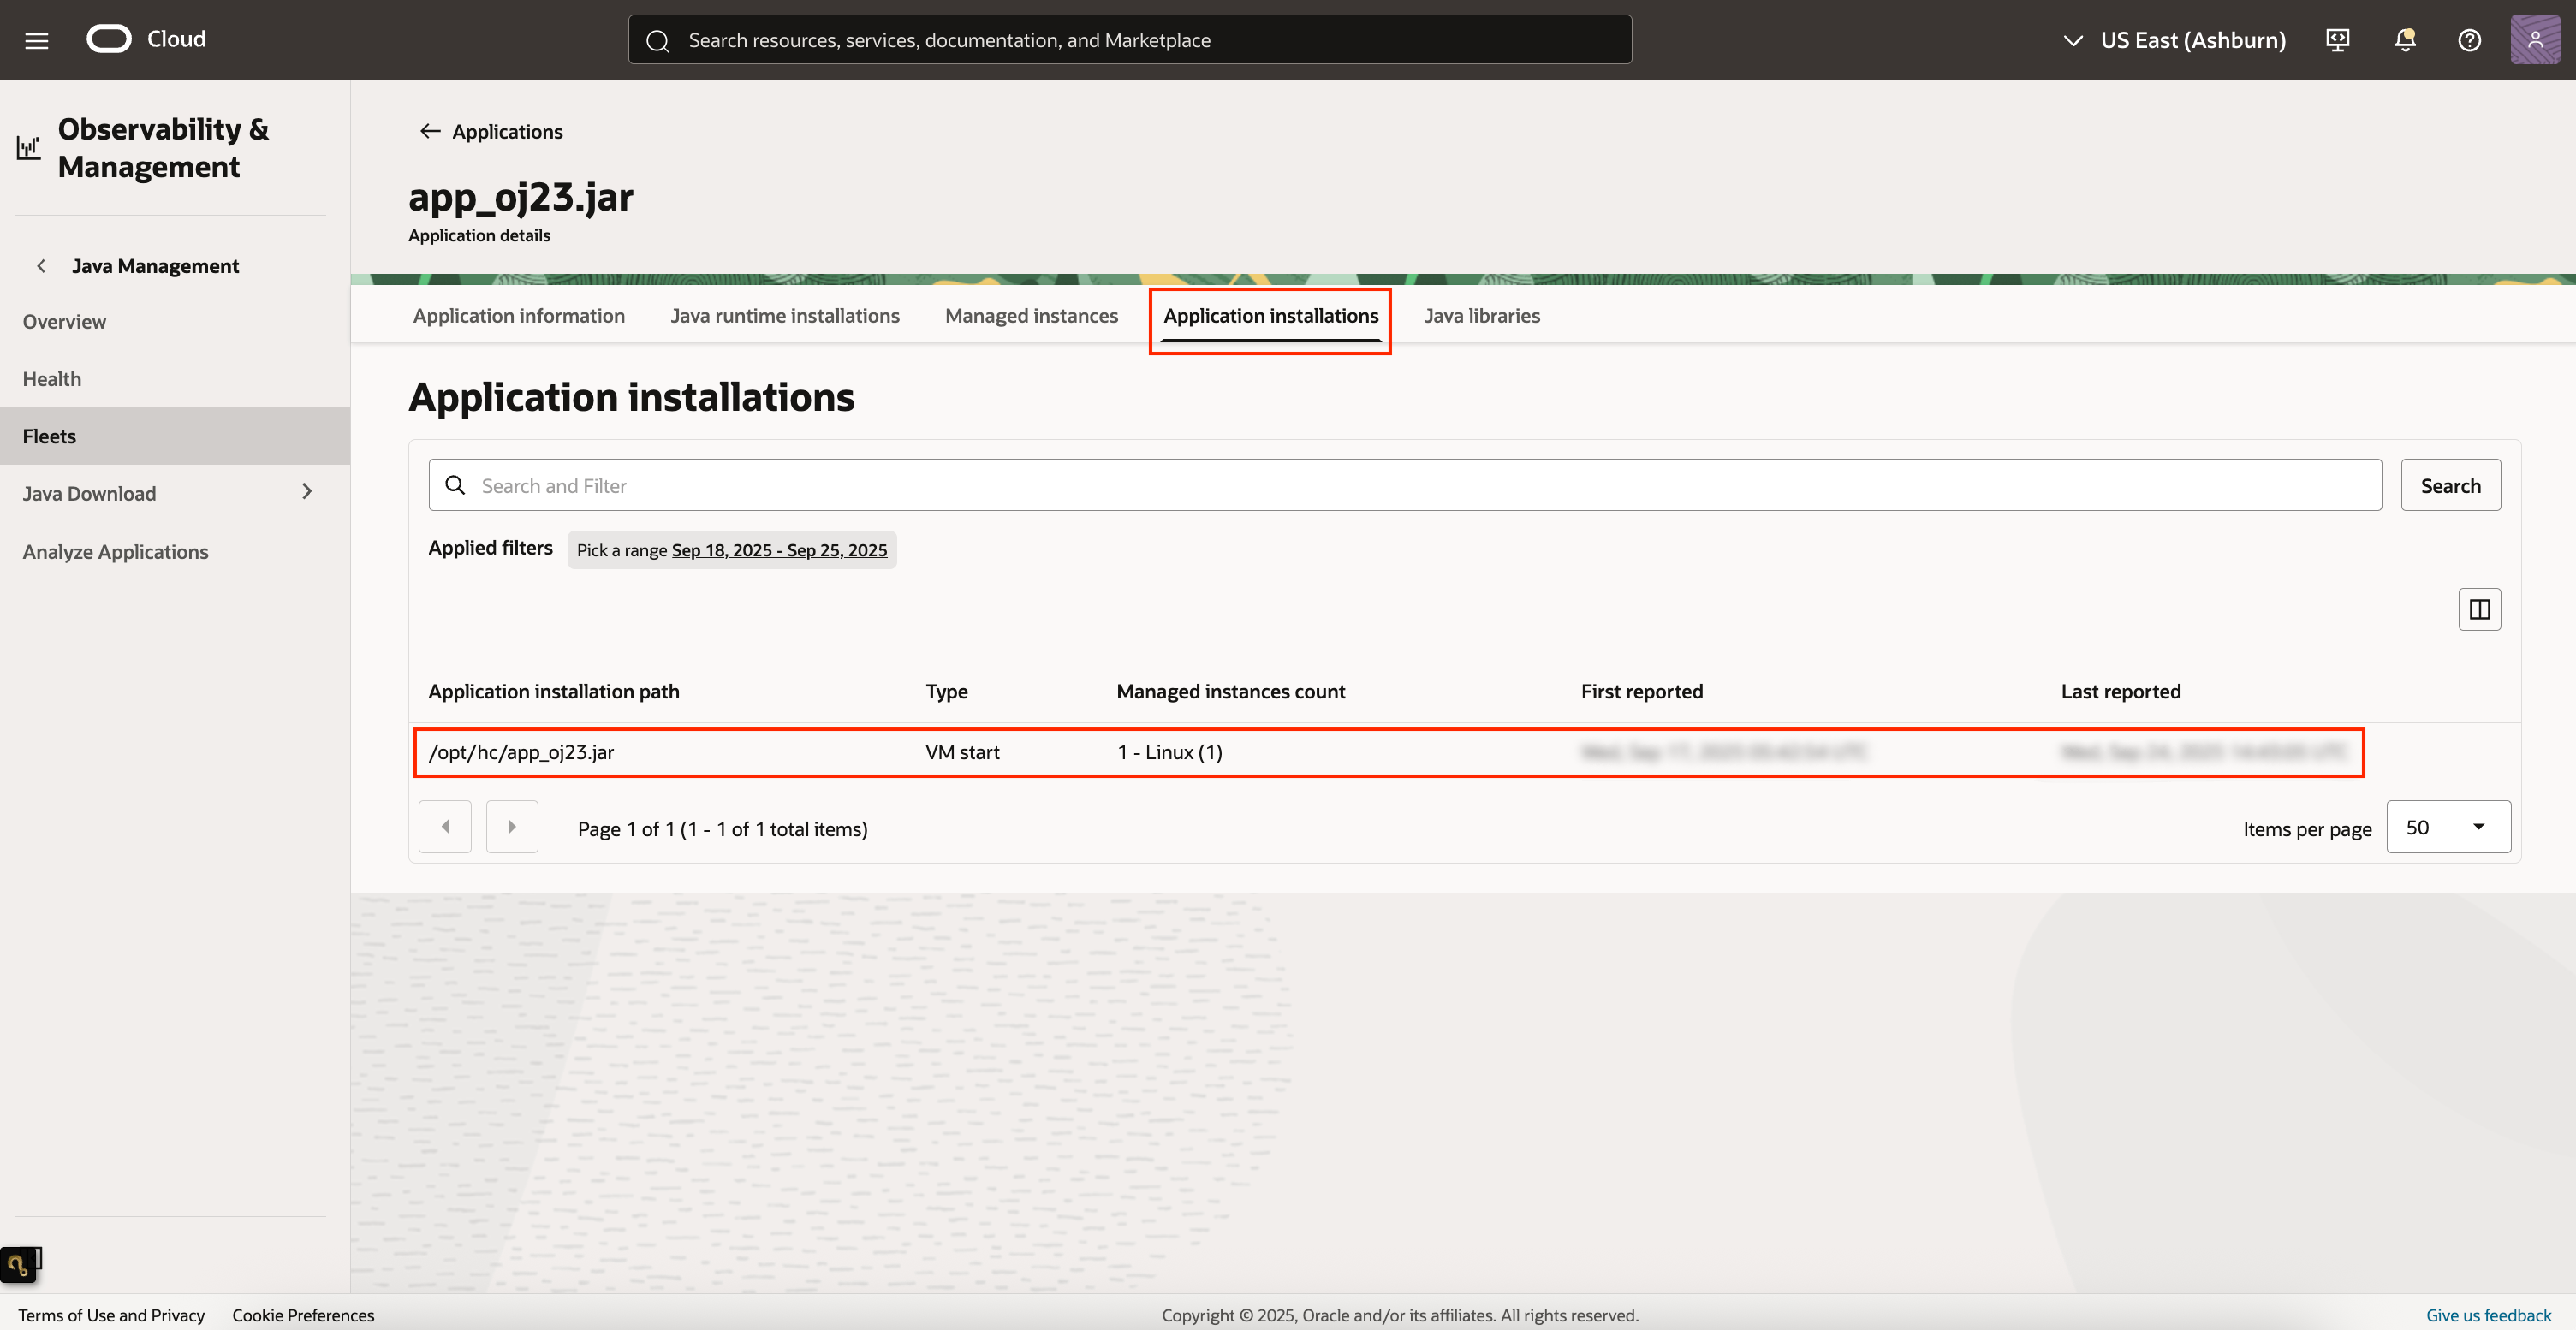 Cloud
Search resources, services, documentation, and Marketplace
US East (Ashburn)
Observability &
Management
Java Management
Overview
Health
Fleets
Java Download
Analyze Applications
Applications
app_oj23.jar
Application details
Application information
Java runtime installations
Managed instances
Application installations
Java libraries
Application installations
Search and Filter
Search
Applied filters
Pick a range Sep 18, 2025 - Sep 25, 2025
Application installation path
Type
Managed instances count
First reported
Last reported
/opt/hc/app_oj23.jar
VM start
1 - Linux (1)
Page 1 of 1 (1 - 1 of 1 total items)
Items per page
50
Terms of Use and Privacy
Cookie Preferences
Copyright © 2025, Oracle and/or its affiliates. All rights reserved.
Give us feedback